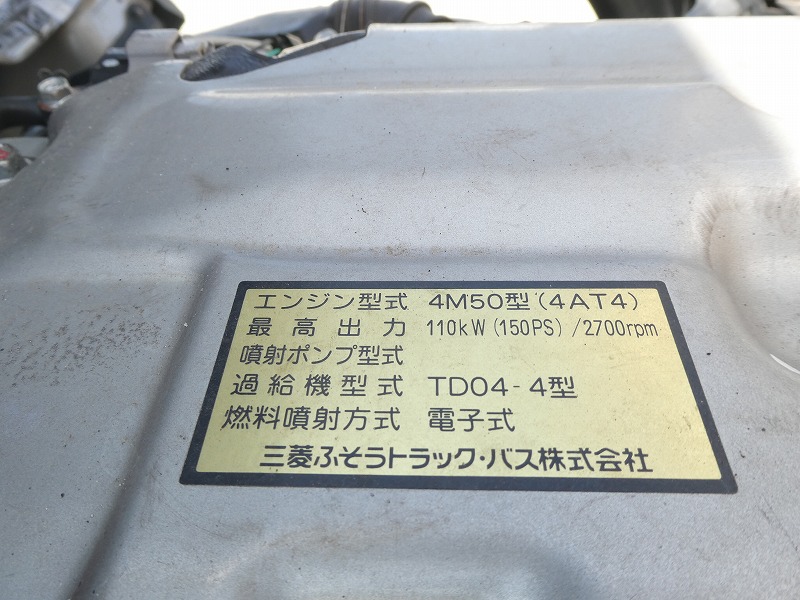 エンジン型式 4M50型(4AT4)
最高出力 110kW(150PS)/2700rpm
噴射ポンプ型式
過給機型式 TD04-4型
燃料噴射方式 電子式
三菱ふそうトラック・バス株式会社